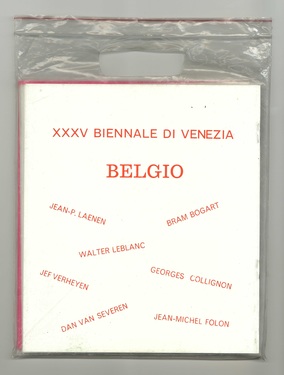 XXXV BIENNALE DI VENEZIA
BELGIO
JEAN-P. LAENEN
BRAM BOGART
WALTER LEBLANC
JEF VERHEYEN
GEORGES COLLIGNON
DAN VAN SEVEREN
JEAN-MICHEL FOLON